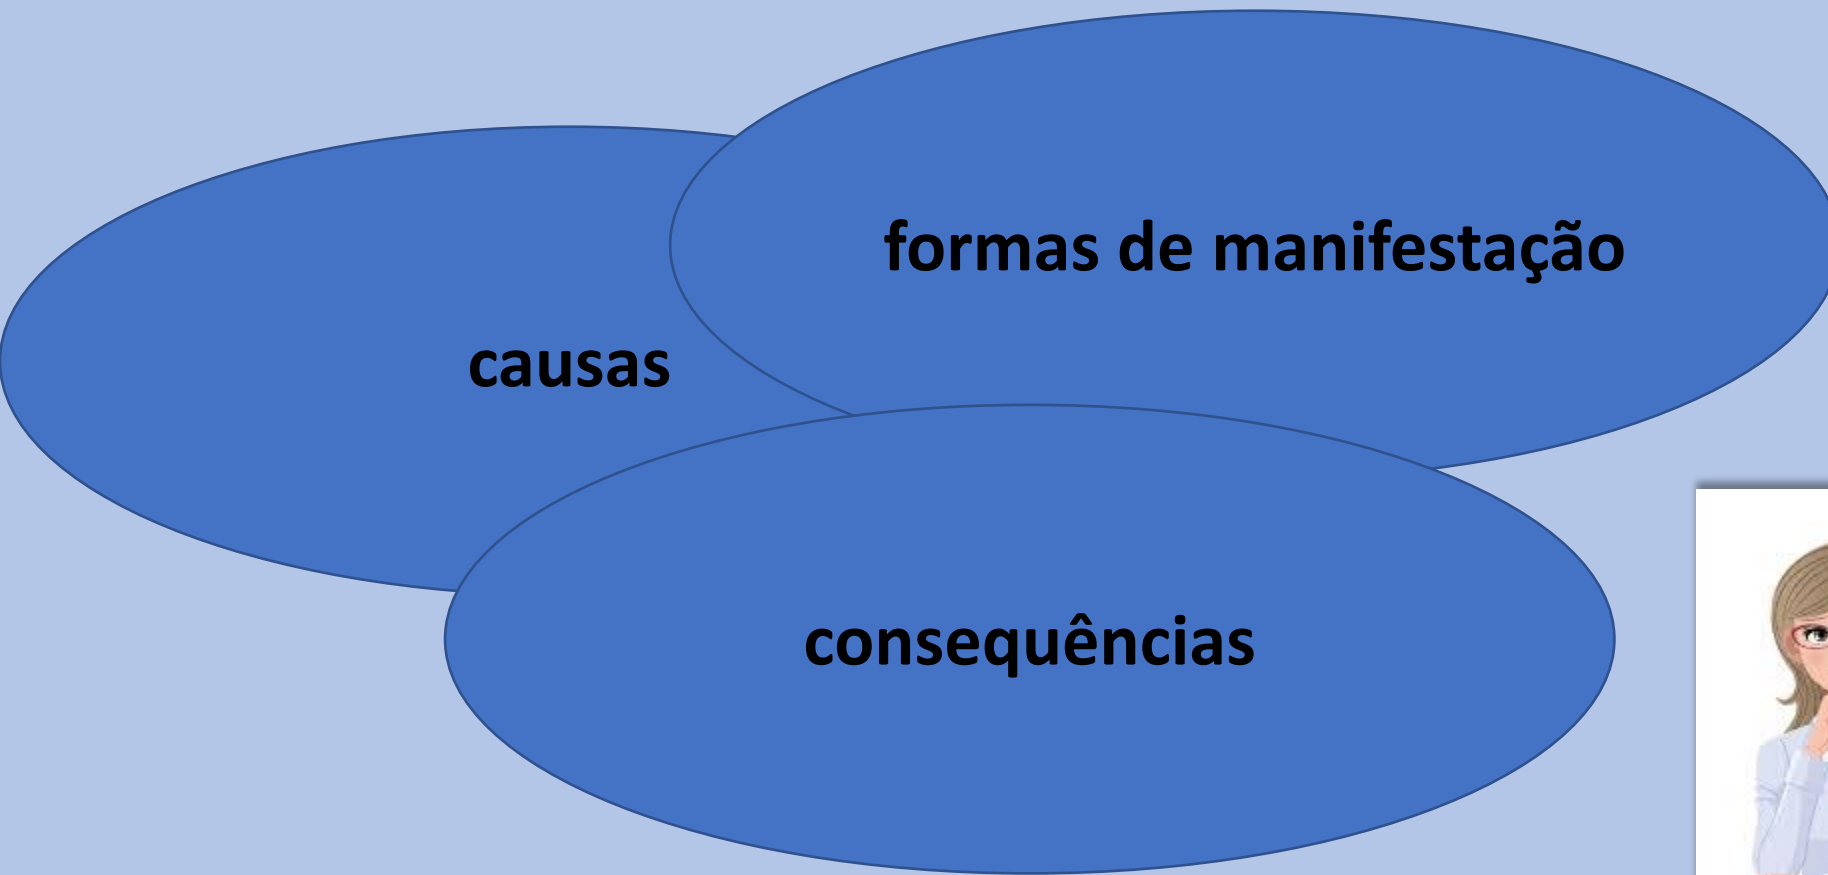 formas de manifestação
causas
consequências